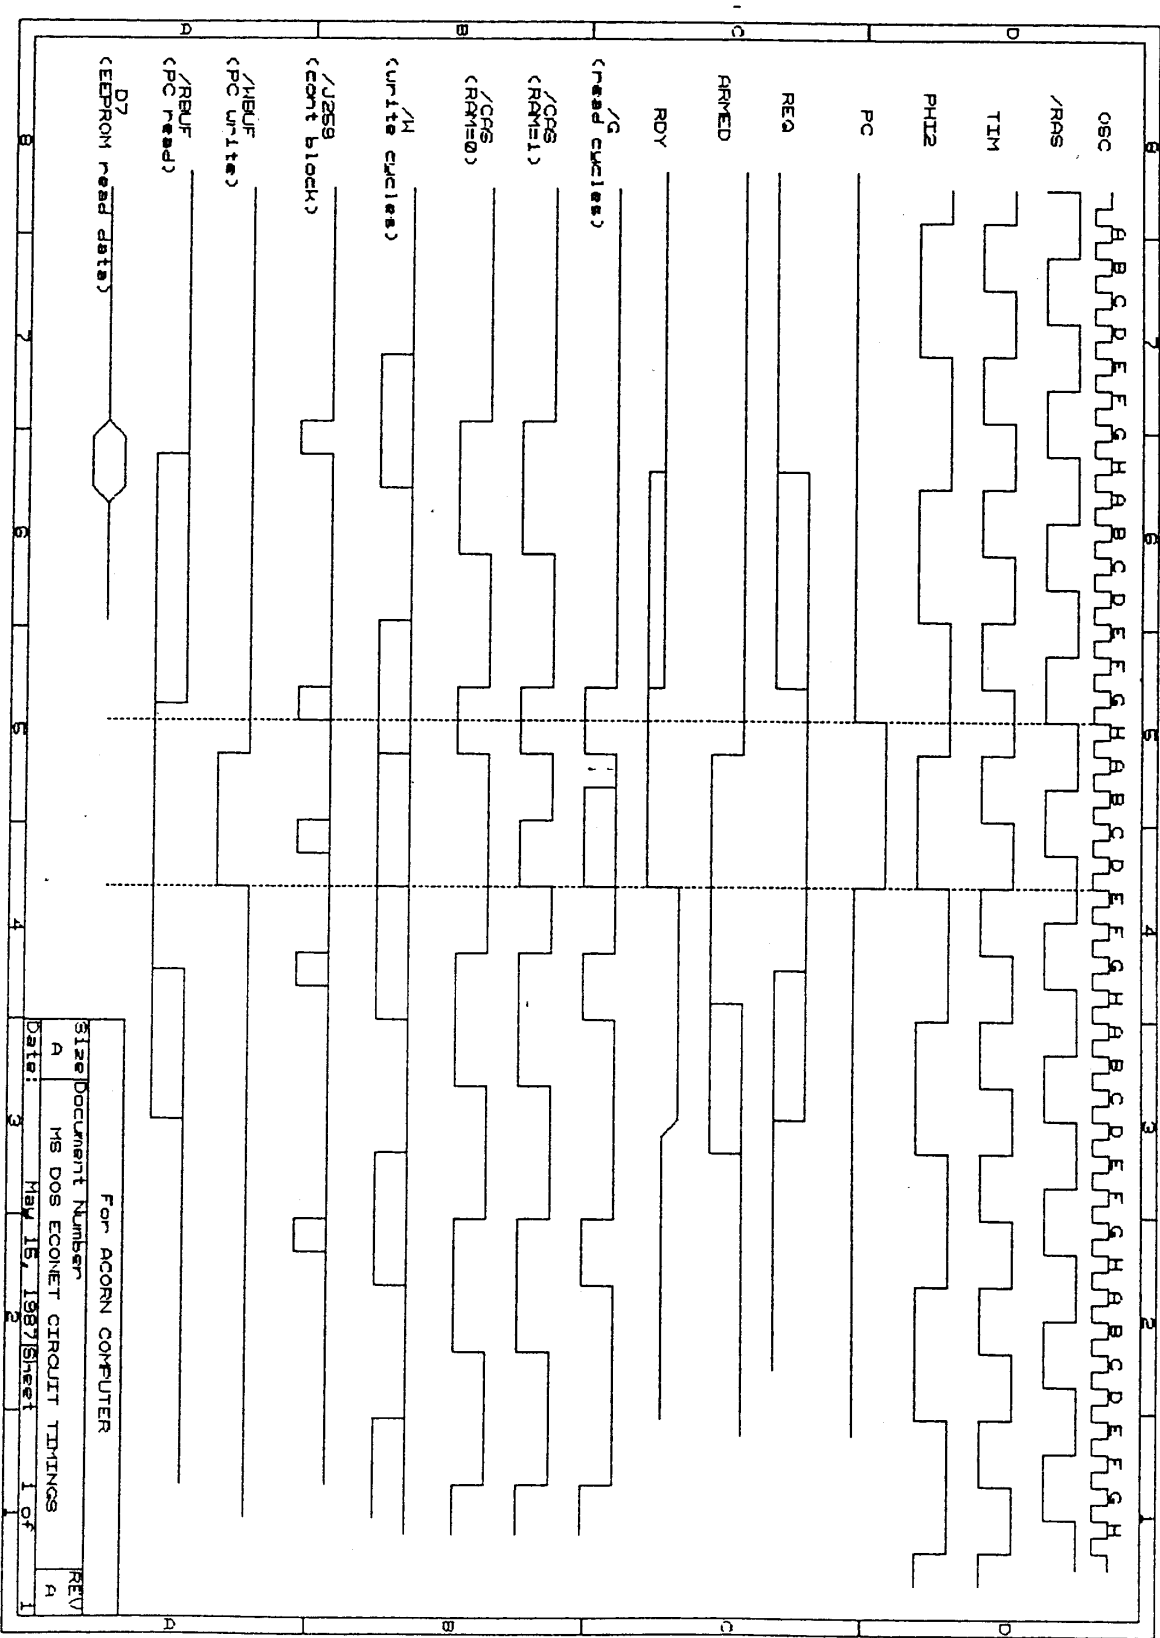 8 7 6 5 4 3 2 1
D
C
B
A
OSC
A B C D E F G H A B C D E F G H A B C D E F G H A B C D E F G H A B C D E F G H
/RAS
TIM
PHI2
PC
REQ
ARMED
RDY
/G
(read cycles)
/CAS
(RAM=1)
/CAS
(RAM=0)
/W
(write cycles)
/J259
(cont block)
/WBUF
(PC write)
/RBUF
(PC read)
D7
(EEPROM read data)
D
C
B
A
For ACORN COMPUTER
Size Document Number REV
A MS DOS ECONET CIRCUIT TIMINGS A
Date: May 15, 1987 Sheet 1 of 1
8 7 6 5 4 3 2 1